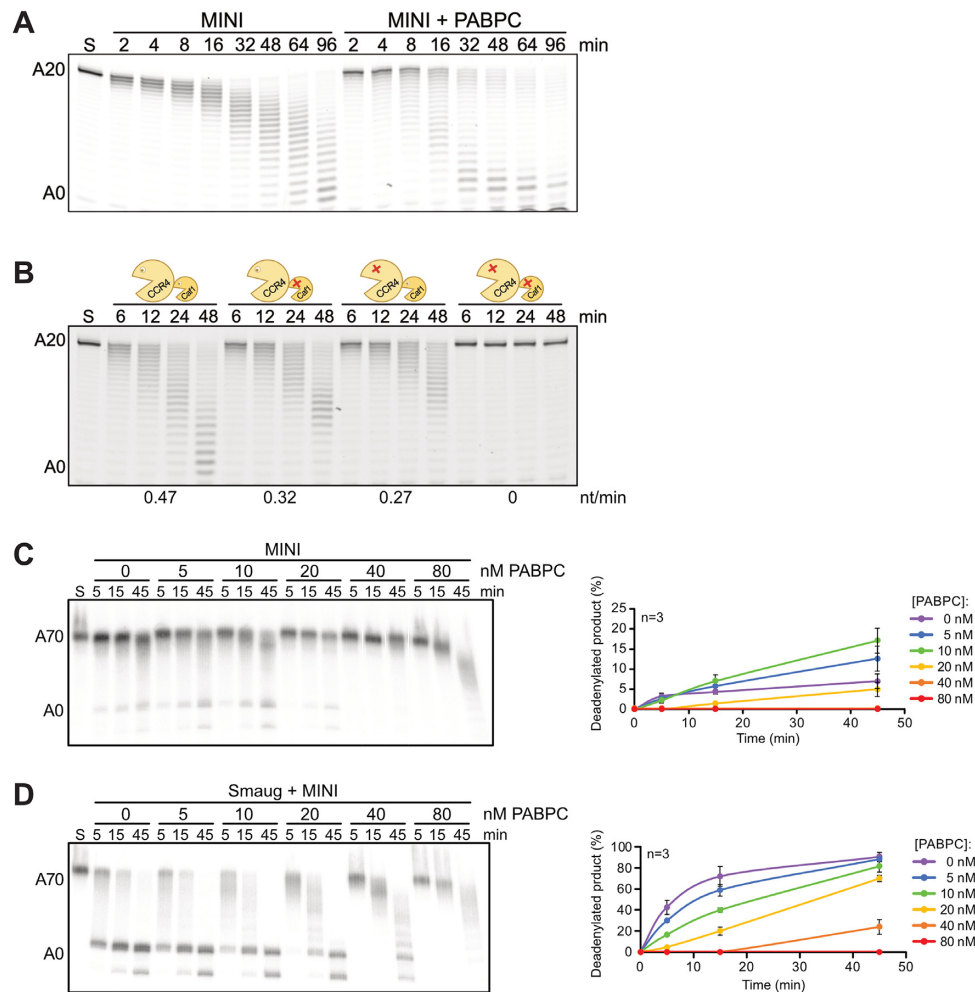 A
MINI MINI + PABPC
S 2 4 8 16 32 48 64 96 2 4 8 16 32 48 64 96 min
A20
A0
B
CCR4 Caf1 CCR4 Caf1 CCR4 Caf1 CCR4 Caf1
S 6 12 24 48 6 12 24 48 6 12 24 48 6 12 24 48 min
A20
A0
0.47 0.32 0.27 0 nt/min
C
MINI
0 5 10 20 40 80 nM PABPC
S 5 15 45 5 15 45 5 15 45 5 15 45 5 15 45 5 15 45 min
A70
A0
Deadenylated product (%)
25
20
15
10
5
0
n=3
0 10 20 30 40 50
Time (min)
[PABPC]:
0 nM
5 nM
10 nM
20 nM
40 nM
80 nM
D
Smaug + MINI
0 5 10 20 40 80 nM PABPC
S 5 15 45 5 15 45 5 15 45 5 15 45 5 15 45 5 15 45 min
A70
A0
Deadenylated prduct (%)
100
80
60
40
20
0
n=3
0 10 20 30 40 50
Time (min)
[PABPC]:
0 nM
5 nM
10 nM
20 nM
40 nM
80 nM